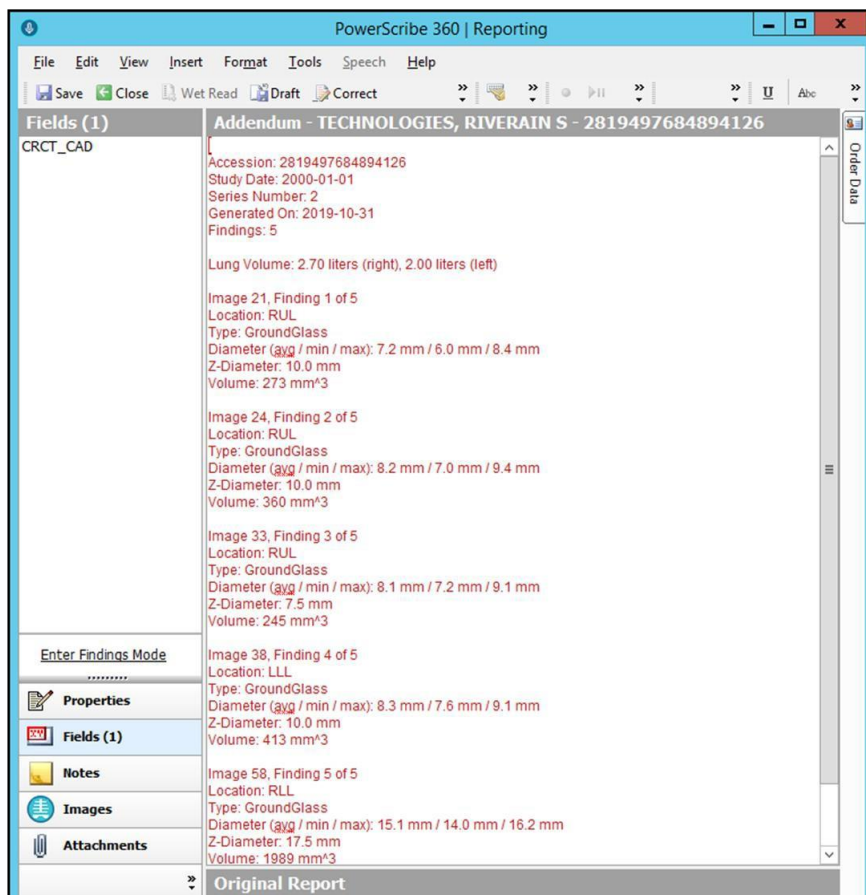 PowerScribe 360 | Reporting
File Edit View Insert Format Tools Speech Help
Save Close Wet Read Draft Correct U Abc
Fields (1)
CRCT_CAD
Enter Findings Mode
Properties
Fields (1)
Notes
Images
Attachments
Addendum - TECHNOLOGIES, RIVERAIN S - 2819497684894126
[
Accession: 2819497684894126
Study Date: 2000-01-01
Series Number: 2
Generated On: 2019-10-31
Findings: 5
Lung Volume: 2.70 liters (right), 2.00 liters (left)
Image 21, Finding 1 of 5
Location: RUL
Type: GroundGlass
Diameter (avg / min / max): 7.2 mm / 6.0 mm / 8.4 mm
Z-Diameter: 10.0 mm
Volume: 273 mm^3
Image 24, Finding 2 of 5
Location: RUL
Type: GroundGlass
Diameter (avg / min / max): 8.2 mm / 7.0 mm / 9.4 mm
Z-Diameter: 10.0 mm
Volume: 360 mm^3
Image 33, Finding 3 of 5
Location: RUL
Type: GroundGlass
Diameter (avg / min / max): 8.1 mm / 7.2 mm / 9.1 mm
Z-Diameter: 7.5 mm
Volume: 245 mm^3
Image 38, Finding 4 of 5
Location: LLL
Type: GroundGlass
Diameter (avg / min / max): 8.3 mm / 7.6 mm / 9.1 mm
Z-Diameter: 10.0 mm
Volume: 413 mm^3
Image 58, Finding 5 of 5
Location: RLL
Type: GroundGlass
Diameter (avg / min / max): 15.1 mm / 14.0 mm / 16.2 mm
Z-Diameter: 17.5 mm
Volume: 1989 mm^3
Original Report
Order Data